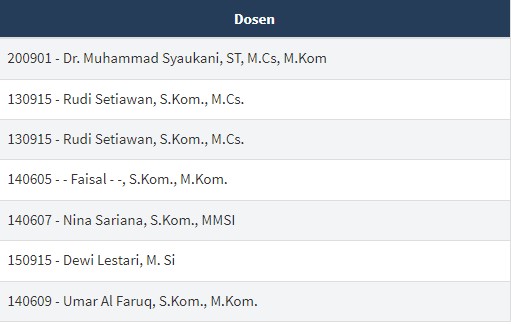 Dosen
200901 - Dr. Muhammad Syaukani, ST, M.Cs, M.Kom
130915 - Rudi Setiawan, S.Kom., M.Cs.
130915 - Rudi Setiawan, S.Kom., M.Cs.
140605 - - Faisal - -, S.Kom., M.Kom.
140607 - Nina Sariana, S.Kom., MMSI
150915 - Dewi Lestari, M. Si
140609 - Umar Al Faruq, S.Kom., M.Kom.